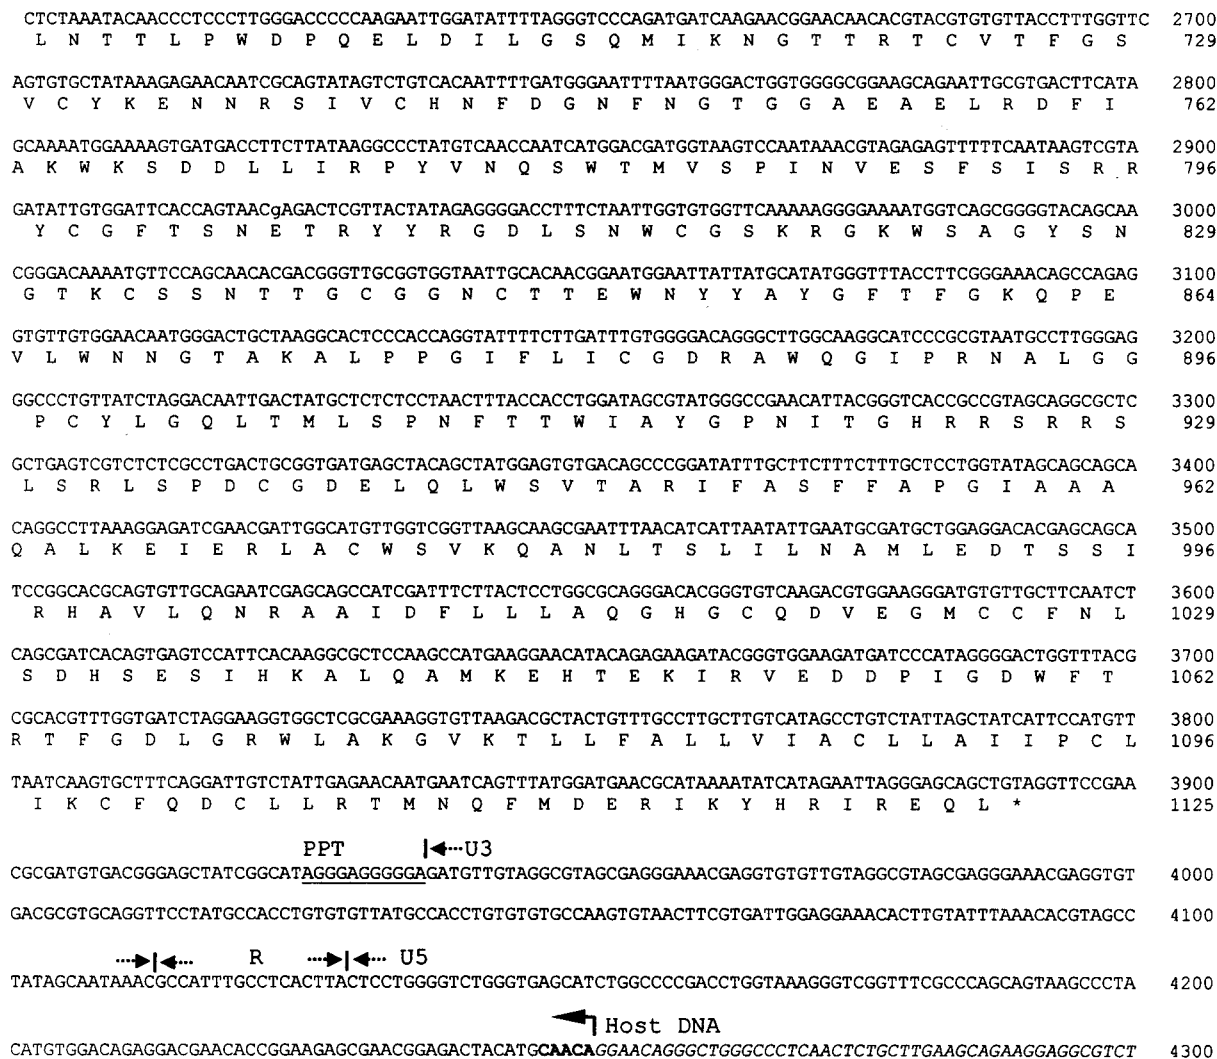 CTCTAAATACAACCCTCCCTTGGGACCCCCAAGAATTGGATATTTTAGGGTCCCAGATGATCAAGAACGGAACAACACGTACGTGTGTTACCTTTGGTTC 2700
L N T T L P W D P Q E L D I L G S Q M I K N G T T R T C V T F G S 729
AGTGTGCTATAAAGAGAACAATCGCAGTATAGTCTGTCACAATTTTGATGGGAATTTTAATGGGACTGGTGGGGCGGAAGCAGAATTGCGTGACTTCATA 2800
V C Y K E N N R S I V C H N F D G N F N G T G G A E A E L R D F I 762
GCAAAATGGAAAAGTGATGACCTTCTTATAAGGCCCTATGTCAACCAATCATGGACGATGGTAAGTCCAATAAACGTAGAGAGTTTTTCAATAAGTCGTA 2900
A K W K S D D L L I R P Y V N Q S W T M V S P I N V E S F S I S R R 796
GATATTGTGGATTCACCAGTAACgAGACTCGTTACTATAGAGGGGACCTTTCTAATTGGTGTGGTTCAAAAAGGGGAAAATGGTCAGCGGGGTACAGCAA 3000
Y C G F T S N E T R Y Y R G D L S N W C G S K R G K W S A G Y S N 829
CGGGACAAAATGTTCCAGCAACACGACGGGTTGCGGTGGTAATTGCACAACGGAATGGAATTATTATGCATATGGGTTTACCTTCGGGAAACAGCCAGAG 3100
G T K C S S N T T G C G G N C T T E W N Y Y A Y G F T F G K Q P E 864
GTGTTGTGGAACAATGGGACTGCTAAGGCACTCCCACCAGGTATTTTCTTGATTTGTGGGGACAGGGCTTGGCAAGGCATCCCGCGTAATGCCTTGGGAG 3200
V L W N N G T A K A L P P G I F L I C G D R A W Q G I P R N A L G G 896
GGCCCTGTTATCTAGGACAATTGACTATGCTCTCTCCTAACTTTACCACCTGGATAGCGTATGGGCCGAACATTACGGGTCACCGCCGTAGCAGGCGCTC 3300
P C Y L G Q L T M L S P N F T T W I A Y G P N I T G H R R S R R S 929
GCTGAGTCGTCTCTCGCCTGACTGCGGTGATGAGCTACAGCTATGGAGTGTGACAGCCCGGATATTTGCTTCTTTCTTTGCTCCTGGTATAGCAGCAGCA 3400
L S R L S P D C G D E L Q L W S V T A R I F A S F F A P G I A A A 962
CAGGCCTTAAAGGAGATCGAACGATTGGCATGTTGGTCGGTTAAGCAAGCGAATTTAACATCATTAATATTGAATGCGATGCTGGAGGACACGAGCAGCA 3500
Q A L K E I E R L A C W S V K Q A N L T S L I L N A M L E D T S S I 996
TCCGGCACGCAGTGTTGCAGAATCGAGCAGCCATCGATTTCTTACTCCTGGCGCAGGGACACGGGTGTCAAGACGTGGAAGGGATGTGTTGCTTCAATCT 3600
R H A V L Q N R A A I D F L L L A Q G H G C Q D V E G M C C F N L 1029
CAGCGATCACAGTGAGTCCATTCACAAGGCGCTCCAAGCCATGAAGGAACATACAGAGAAGATACGGGTGGAAGATGATCCCATAGGGGACTGGTTTACG 3700
S D H S E S I H K A L Q A M K E H T E K I R V E D D P I G D W F T 1062
CGCACGTTTGGTGATCTAGGAAGGTGGCTCGCGAAAGGTGTTAAGACGCTACTGTTTGCCTTGCTTGTCATAGCCTGTCTATTAGCTATCATTCCATGTT 3800
R T F G D L G R W L A K G V K T L L F A L L V I A C L L A I I P C L 1096
TAATCAAGTGCTTTCAGGATTGTCTATTGAGAACAATGAATCAGTTTATGGATGAACGCATAAAATATCATAGAATTAGGGAGCAGCTGTAGGTTCCGAA 3900
I K C F Q D C L L R T M N Q F M D E R I K Y H R I R E Q L * 1125
PPT U3
CGCGATGTGACGGGAGCTATCGGCATAGGGAGGGGGAGATGTTGTAGGCGTAGCGAGGGAAACGAGGTGTGTTGTAGGCGTAGCGAGGGAAACGAGGTGT 4000
GACGCGTGCAGGTTCCTATGCCACCTGTGTGTTATGCCACCTGTGTGTGCCAAGTGTAACTTCGTGATTGGAGGAAACACTTGTATTTAAACACGTAGCC 4100
R U5
TATAGCAATAAACGCCATTTGCCTCACTTACTCCTGGGGTCTGGGTGAGCATCTGGCCCCGACCTGGTAAAGGGTCGGTTTCGCCCAGCAGTAAGCCCTA 4200
Host DNA
CATGTGGACAGAGGACGAACACCGGAAGAGCGAACGGAGACTACATGCAACAGGAACAGGGCTGGGCCCTCAACTCTGCTTGAAGCAGAAGGAGGCGTCT 4300